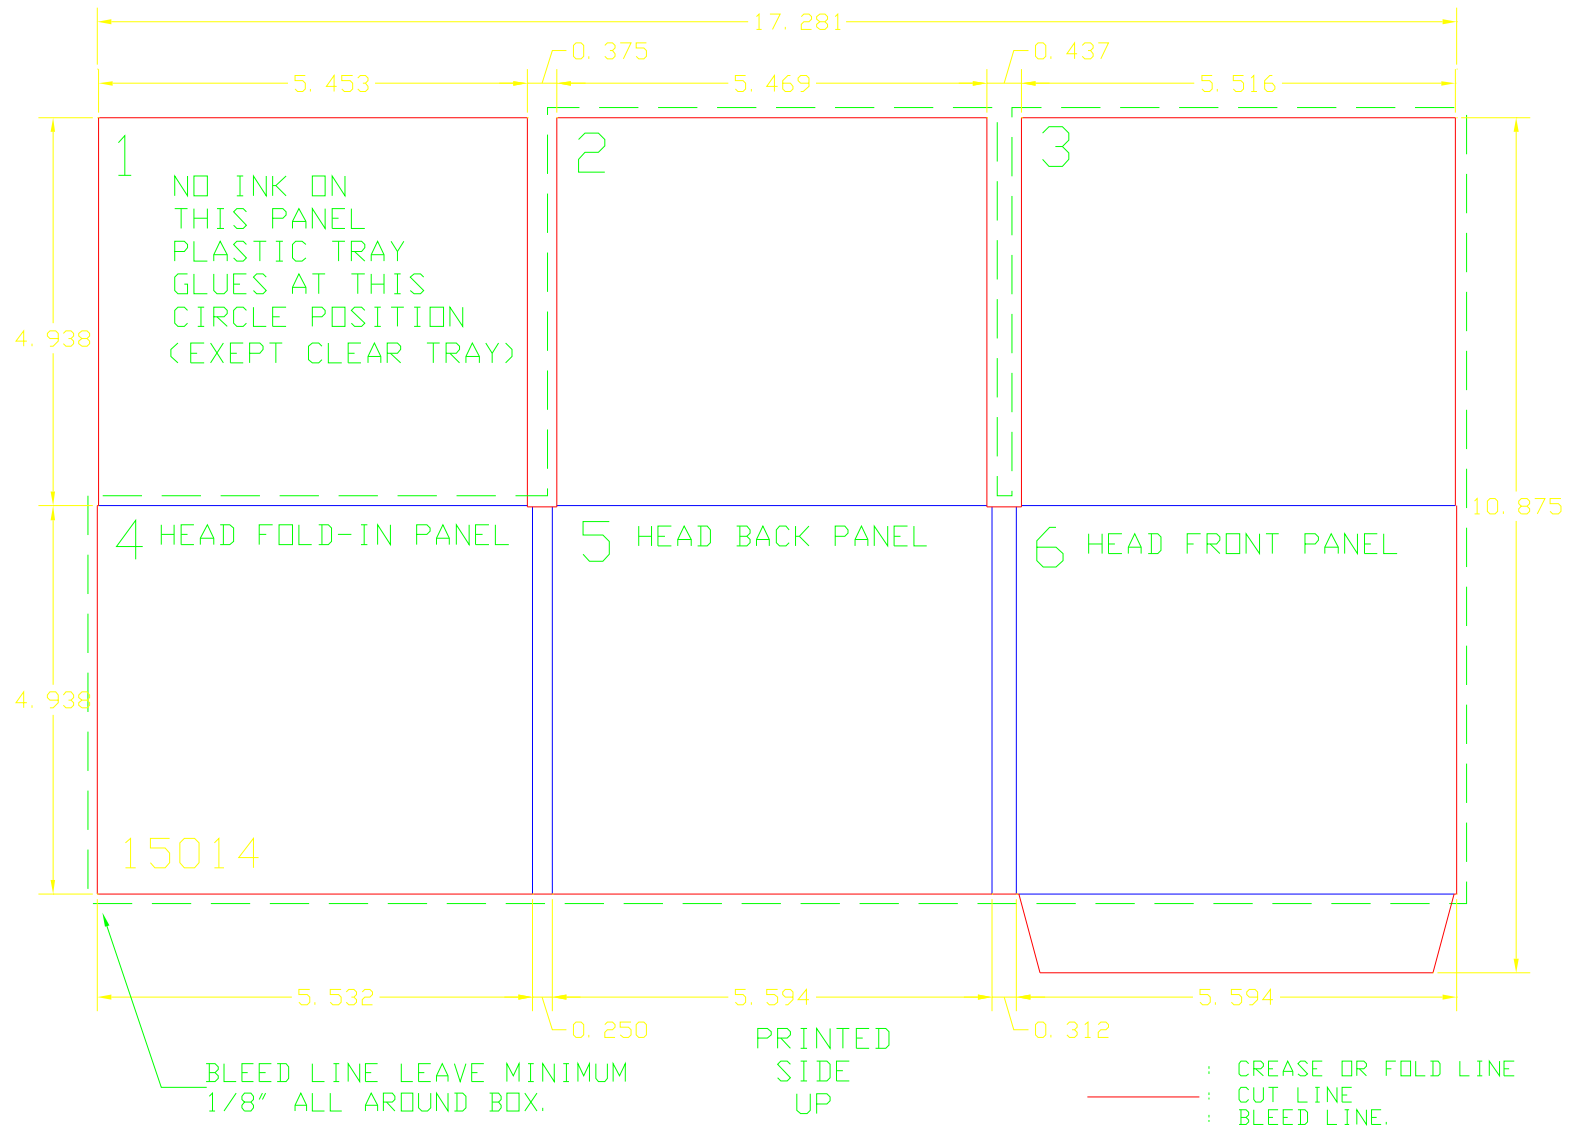 17. 281
0. 375
0. 437
5. 453
5. 469
5. 516
1
2
3
NO INK ON
THIS PANEL
PLASTIC TRAY
GLUES AT THIS
CIRCLE POSITION
(EXEPT CLEAR TRAY)
4. 938
10. 875
4 HEAD FOLD-IN PANEL
5 HEAD BACK PANEL
6 HEAD FRONT PANEL
4. 938
15014
5. 532
5. 594
5. 594
0. 250
0. 312
PRINTED
SIDE
UP
BLEED LINE LEAVE MINIMUM
1/8" ALL AROUND BOX.
: CREASE OR FOLD LINE
: CUT LINE
: BLEED LINE.